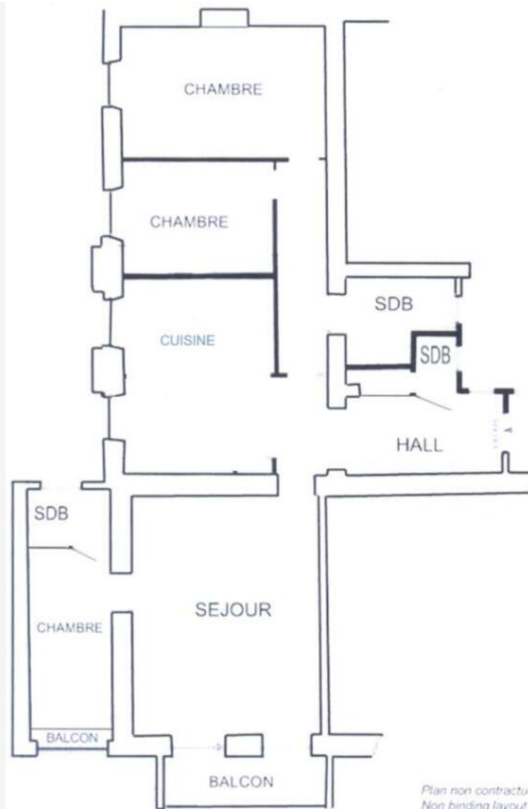 CHAMBRE
CHAMBRE
CUISINE
SDB
SDB
HALL
SDB
SEJOUR
CHAMBRE
BALCON
BALCON
Plan non contractu
Non binding layout